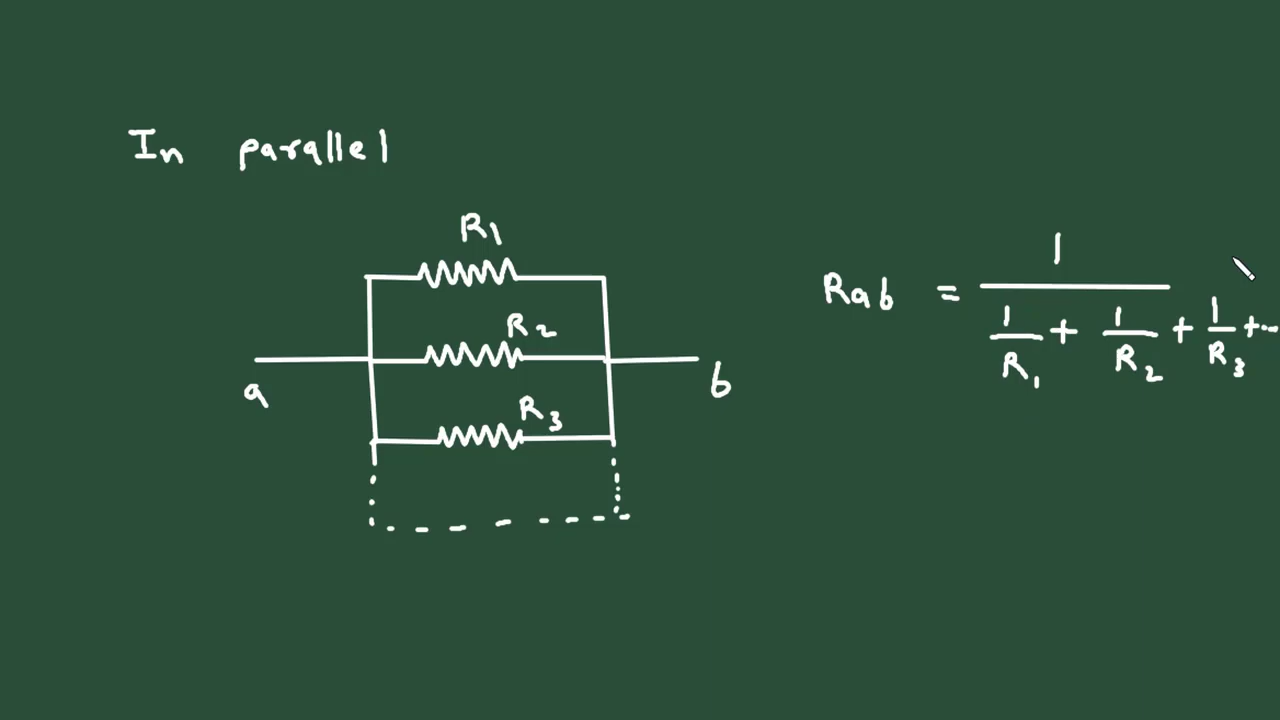 In parallel
R1
R2
R3
a
b
Rab = 1 / (1/R1 + 1/R2 + 1/R3 + ...